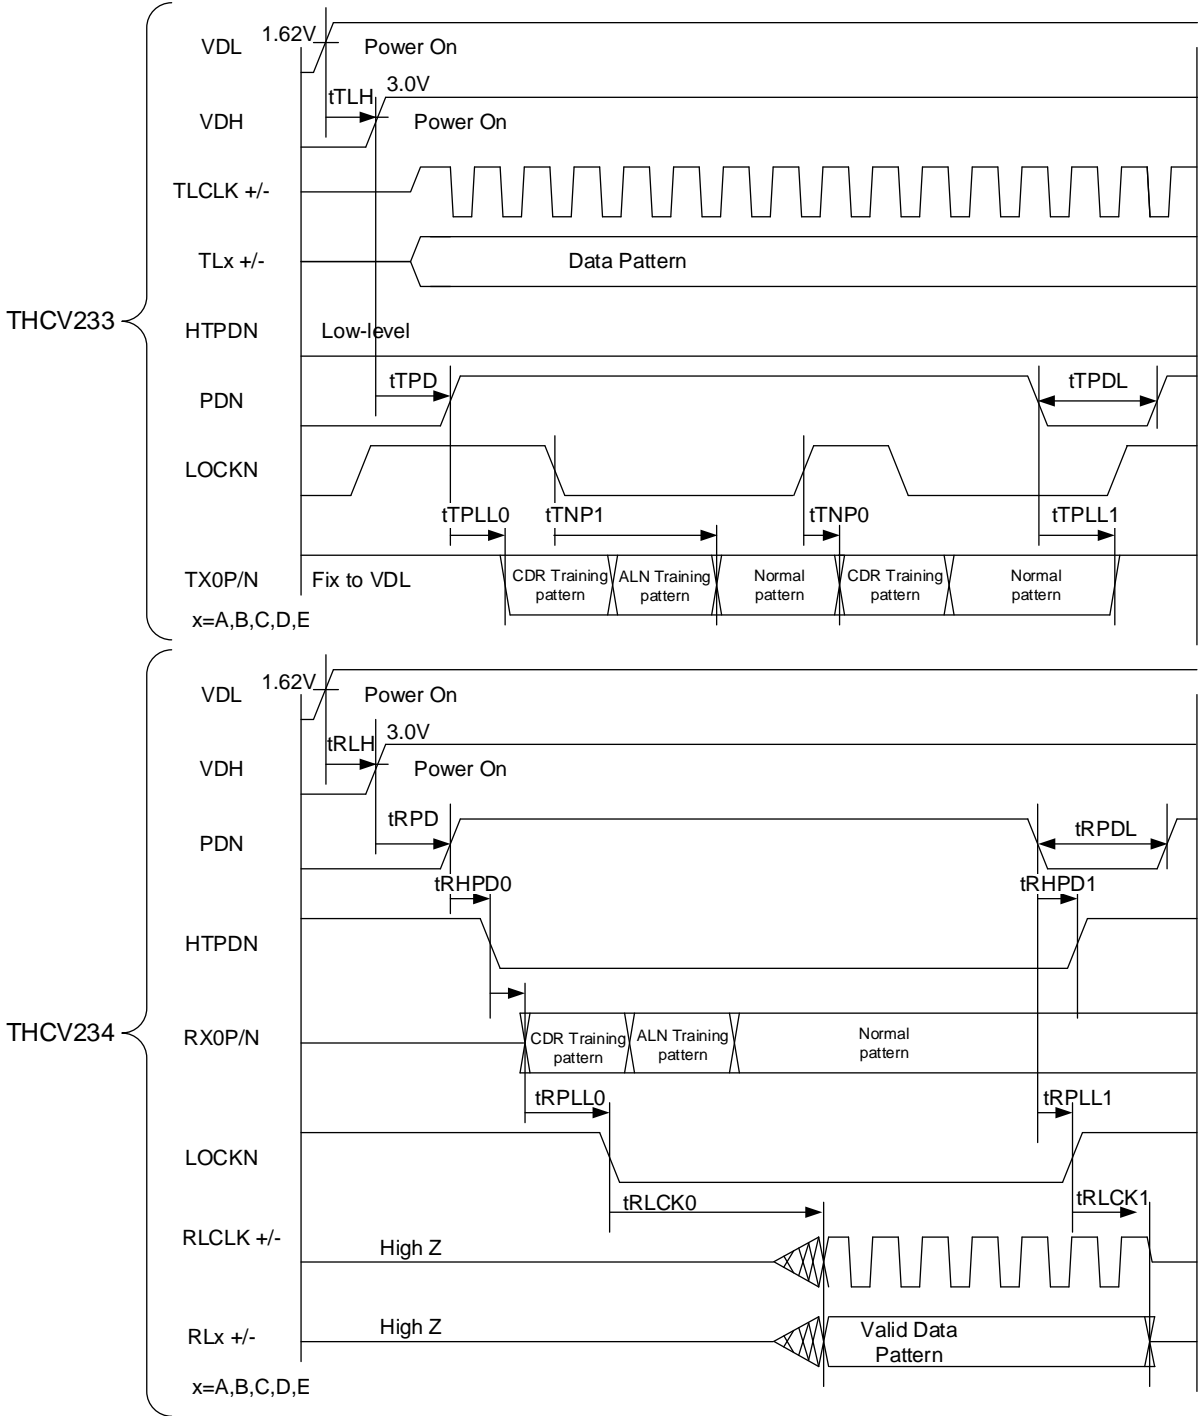 VDL 1.62V Power On
tTLH 3.0V
VDH Power On
TLCLK +/-
TLx +/- Data Pattern
THCV233
HTPDN Low-level
tTPD tTPDL
PDN
LOCKN
tTPLL0 tTNP1 tTNP0 tTPLL1
TX0P/N Fix to VDL
CDR Training pattern
ALN Training pattern
Normal pattern
CDR Training pattern
Normal pattern
x=A,B,C,D,E
VDL 1.62V Power On
tRLH 3.0V
VDH Power On
tRPD tRPDL
PDN
tRHPD0 tRHPD1
HTPDN
THCV234
RX0P/N
CDR Training pattern
ALN Training pattern
Normal pattern
tRPLL0 tRPLL1
LOCKN
tRLCK0 tRLCK1
RLCLK +/- High Z
RLx +/- High Z
Valid Data
Pattern
x=A,B,C,D,E